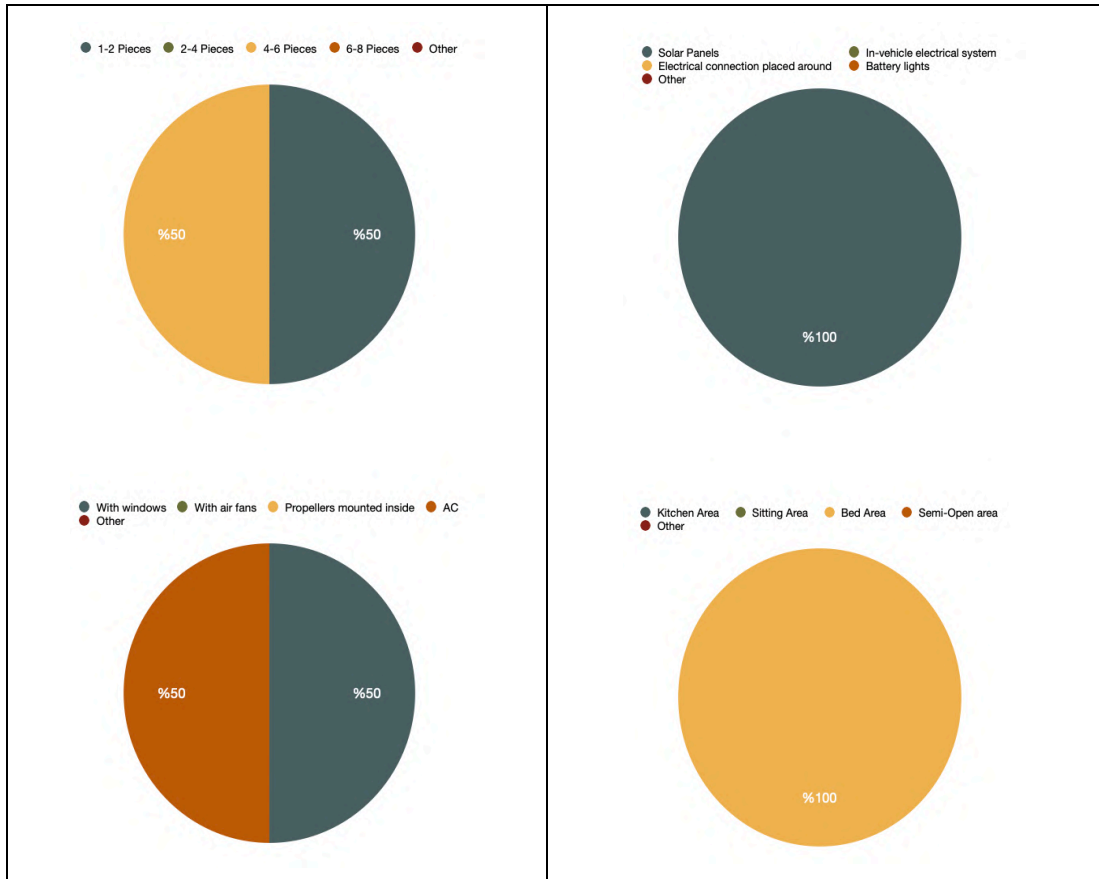 1-2 Pieces 2-4 Pieces 4-6 Pieces 6-8 Pieces Other
%50 %50
Solar Panels In-vehicle electrical system
Electrical connection placed around Battery lights
Other
%100
With windows With air fans Propellers mounted inside AC
Other
%50 %50
Kitchen Area Sitting Area Bed Area Semi-Open area
Other
%100